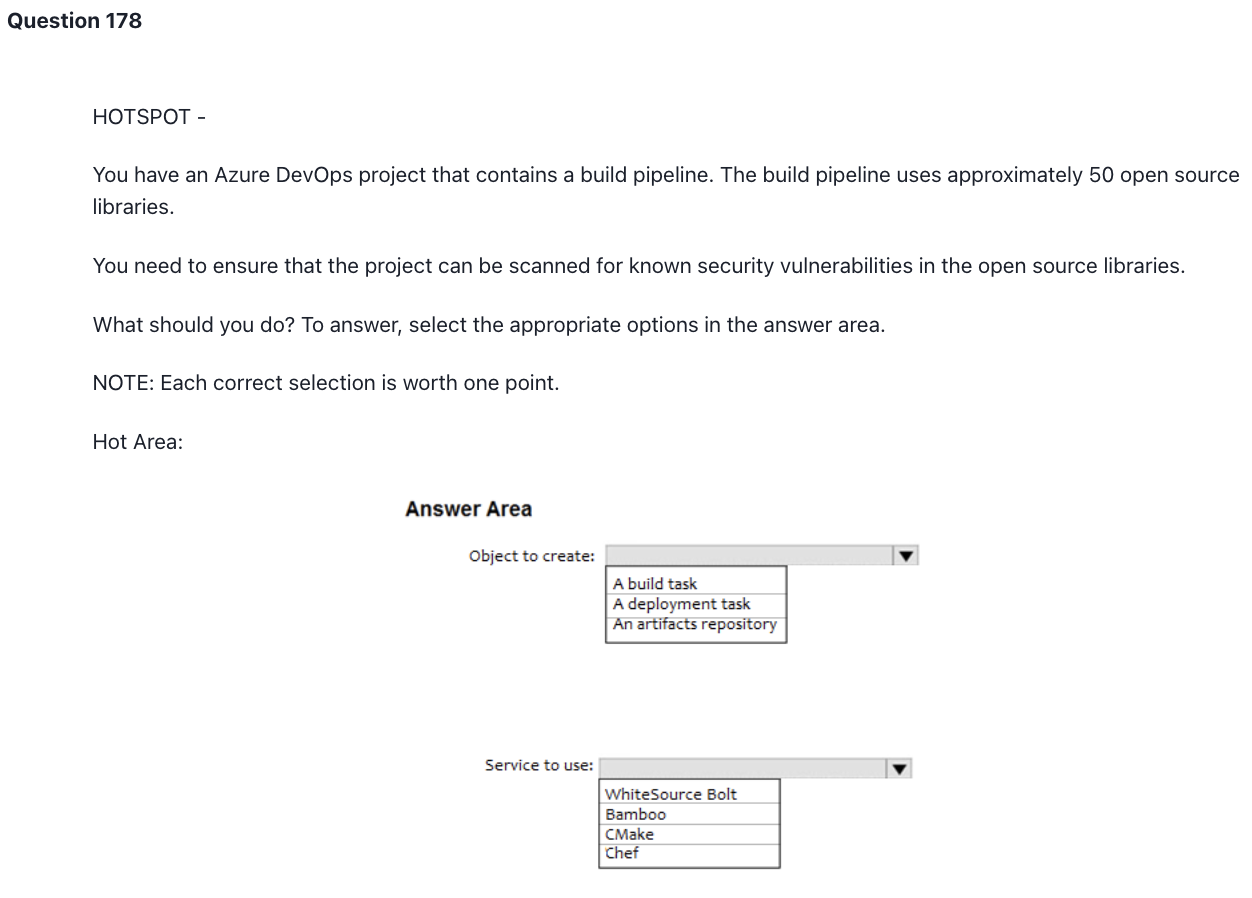 Question 178
HOTSPOT -
You have an Azure DevOps project that contains a build pipeline. The build pipeline uses approximately 50 open source
libraries.
You need to ensure that the project can be scanned for known security vulnerabilities in the open source libraries.
What should you do? To answer, select the appropriate options in the answer area.
NOTE: Each correct selection is worth one point.
Hot Area:
Answer Area
Object to create:
A build task
A deployment task
An artifacts repository
Service to use:
WhiteSource Bolt
Bamboo
CMake
Chef